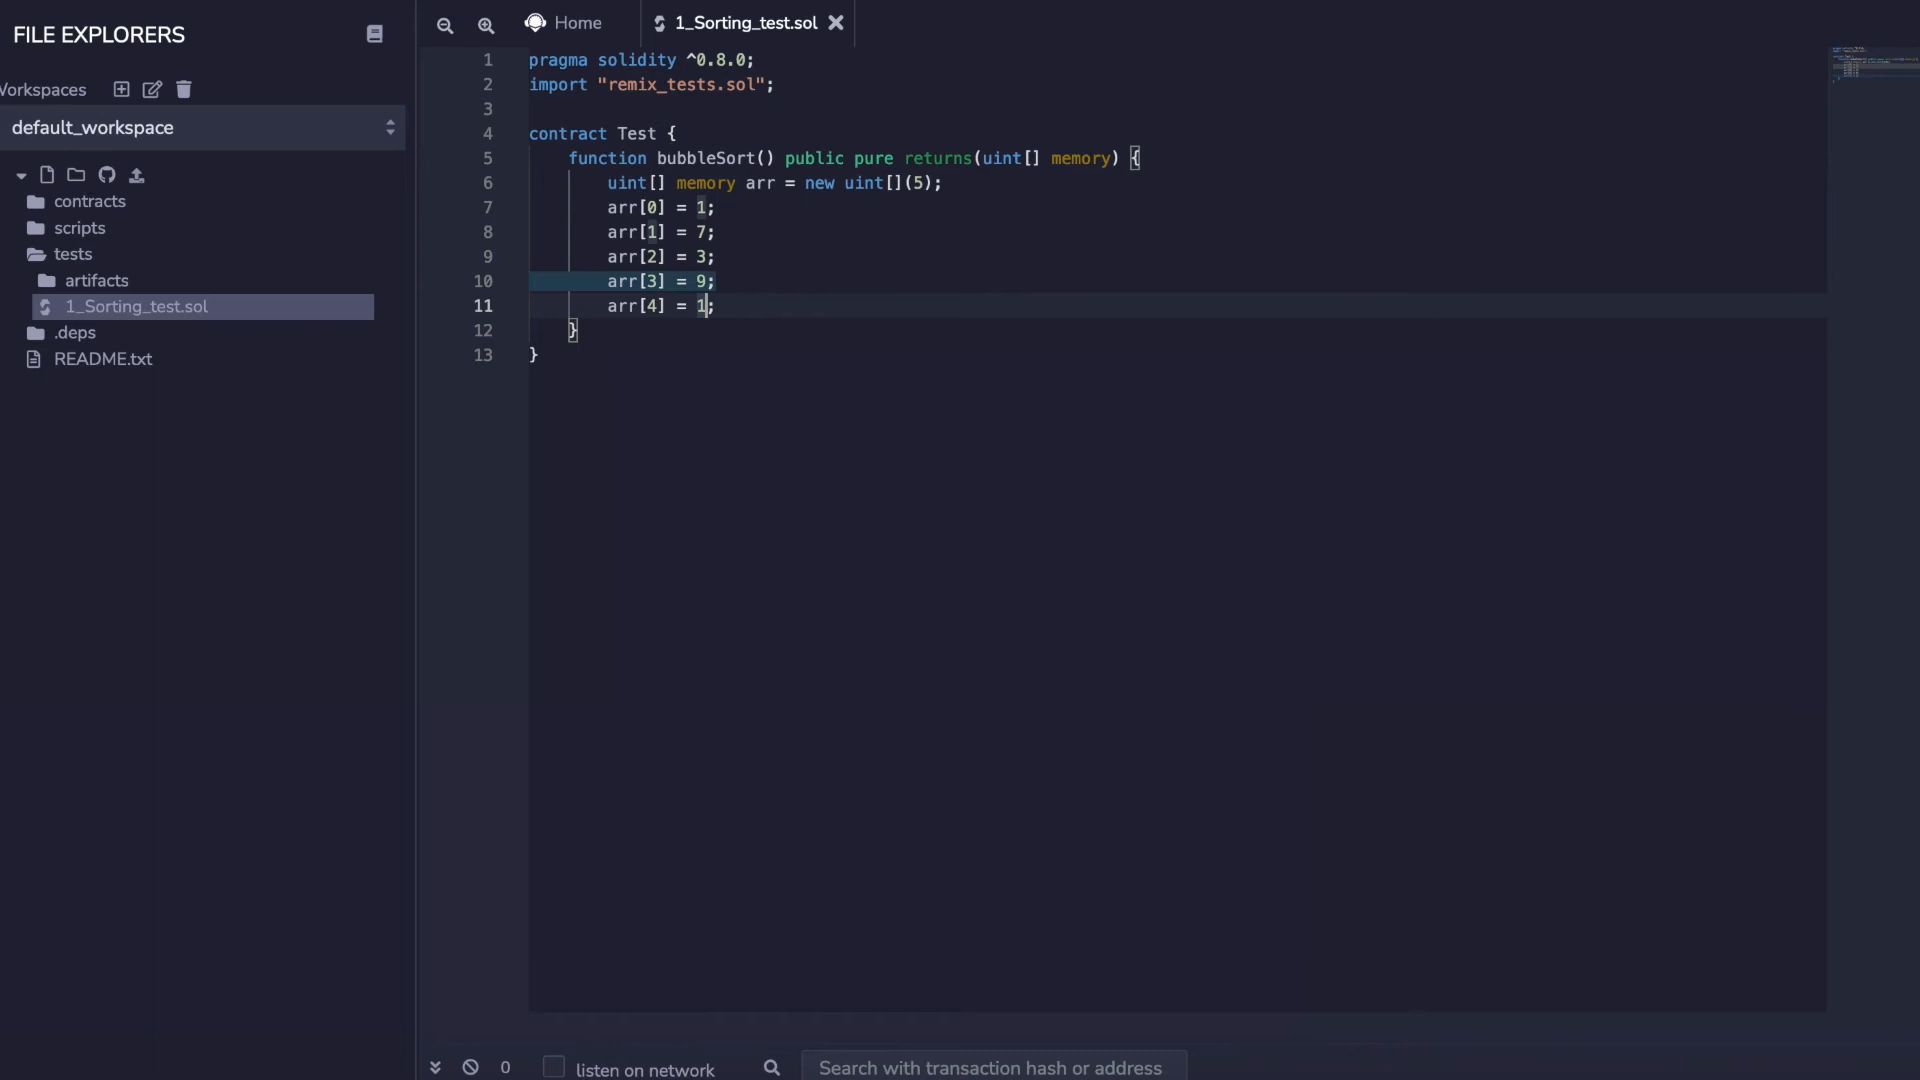 FILE EXPLORERS
Home
1_Sorting_test.sol
Workspaces
default_workspace
contracts
scripts
tests
artifacts
1_Sorting_test.sol
.deps
README.txt
1 pragma solidity ^0.8.0;
2 import "remix_tests.sol";
3
4 contract Test {
5 function bubbleSort() public pure returns(uint[] memory) {
6 uint[] memory arr = new uint[](5);
7 arr[0] = 1;
8 arr[1] = 7;
9 arr[2] = 3;
10 arr[3] = 9;
11 arr[4] = 1;
12 }
13 }
0 listen on network Search with transaction hash or address